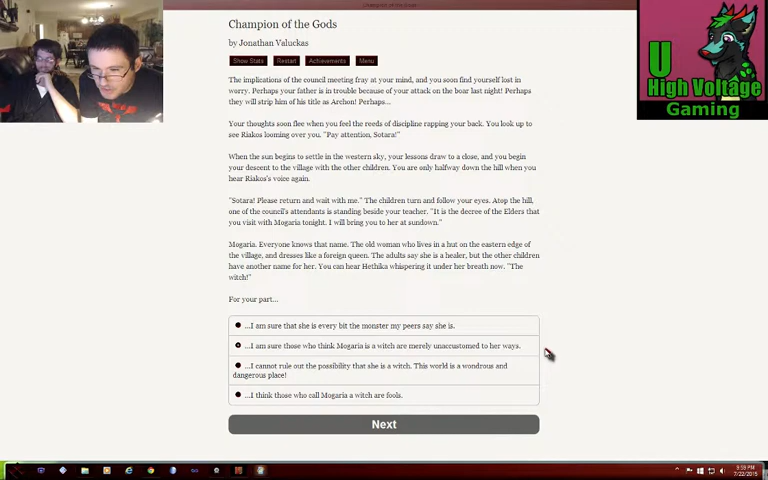 Champion of the Gods
Champion of the Gods
by Jonathan Valuckas
Show Stats
Restart
Achievements
Menu
The implications of the council meeting fray at your mind, and you soon find yourself lost in
worry. Perhaps your father is in trouble because of your attack on the boar last night! Perhaps
they will strip him of his title as Archon! Perhaps...
Your thoughts soon flee when you feel the reeds of discipline rapping your back. You look up to
see Riakos looming over you. "Pay attention, Sotara!"
When the sun begins to settle in the western sky, your lessons draw to a close, and you begin
your descent to the village with the other children. You are only halfway down the hill when you
hear Riakos's voice again.
"Sotara! Please return and wait with me." The children turn and follow your eyes. Atop the hill,
one of the council's attendants is standing beside your teacher. "It is the decree of the Elders that
you visit with Mogaria tonight. I will bring you to her at sundown."
Mogaria. Everyone knows that name. The old woman who lives in a hut on the eastern edge of
the village, and dresses like a foreign queen. The adults say she is a healer, but the other children
have another name for her. You can hear Hethika whispering it under her breath now. "The
witch!"
For your part...
...I am sure that she is every bit the monster my peers say she is.
...I am sure those who think Mogaria is a witch are merely unaccustomed to her ways.
...I cannot rule out the possibility that she is a witch. This world is a wondrous and
dangerous place!
...I think those who call Mogaria a witch are fools.
Next
U
High Voltage
Gaming
9:59 PM
7/22/2015